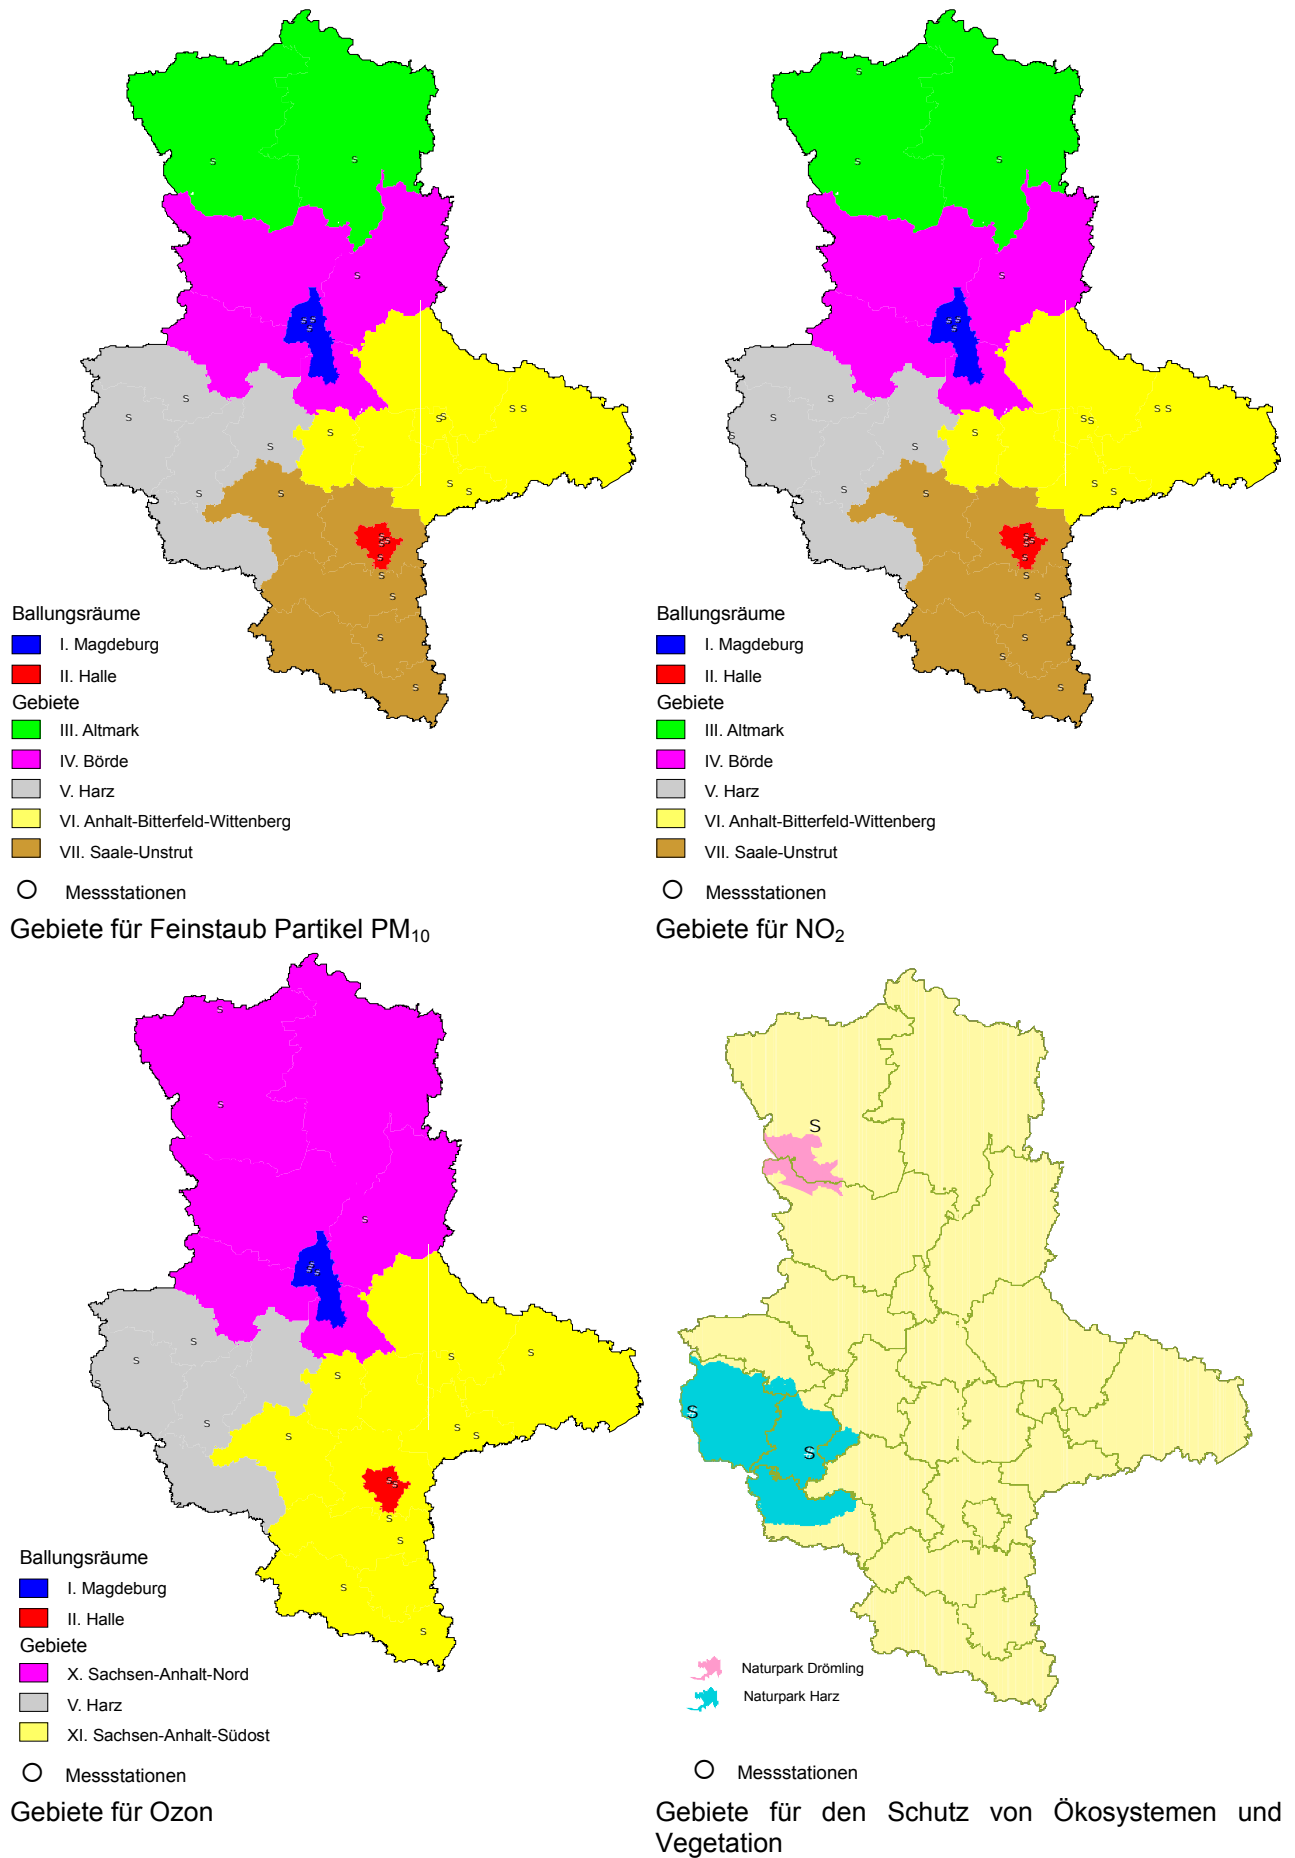 Ballungsräume
I. Magdeburg
II. Halle
Gebiete
III. Altmark
IV. Börde
V. Harz
VI. Anhalt-Bitterfeld-Wittenberg
VII. Saale-Unstrut
Messstationen
Gebiete für Feinstaub Partikel PM10
Ballungsräume
I. Magdeburg
II. Halle
Gebiete
III. Altmark
IV. Börde
V. Harz
VI. Anhalt-Bitterfeld-Wittenberg
VII. Saale-Unstrut
Messstationen
Gebiete für NO2
Ballungsräume
I. Magdeburg
II. Halle
Gebiete
X. Sachsen-Anhalt-Nord
V. Harz
XI. Sachsen-Anhalt-Südost
Messstationen
Gebiete für Ozon
S
S
S
Naturpark Drömling
Naturpark Harz
Messstationen
Gebiete für den Schutz von Ökosystemen und
Vegetation